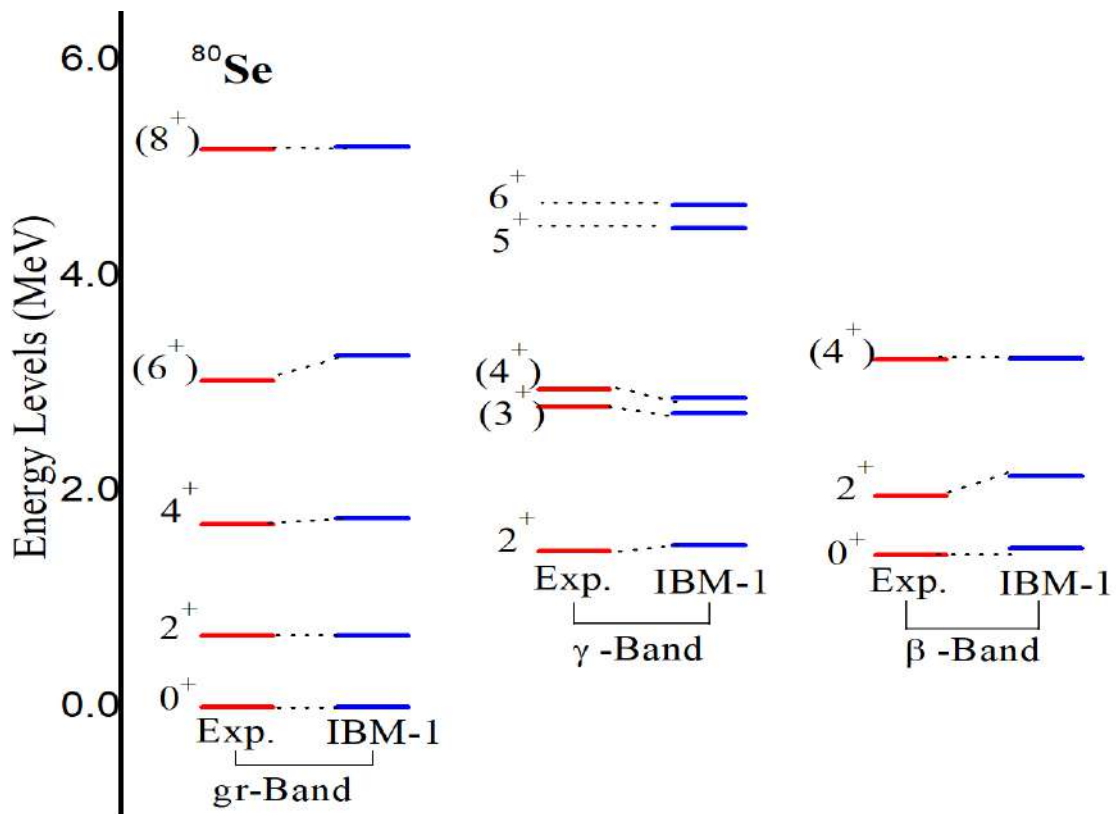 6.0
⁸⁰Se
(8⁺)
6⁺
5⁺
4.0
(6⁺)
(4⁺)
(3⁺)
(4⁺)
2.0
4⁺
2⁺
2⁺
0⁺
Exp. IBM-1
γ -Band
Exp. IBM-1
β -Band
2⁺
0.0
0⁺
Exp. IBM-1
gr-Band
Energy Levels (MeV)